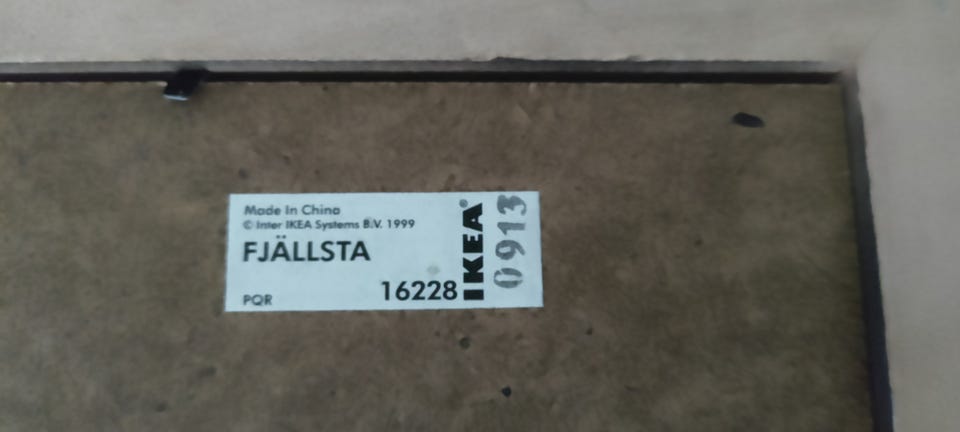 Made In China
© Inter IKEA Systems B.V. 1999
FJÄLLSTA
PQR
16228
IKEA®
0913